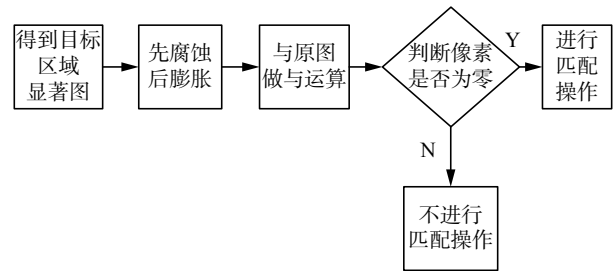 得到目标
区域
显著图
先腐蚀
后膨胀
与原图
做与运算
判断像素
是否为零
Y
进行
匹配
操作
N
不进行
匹配操作